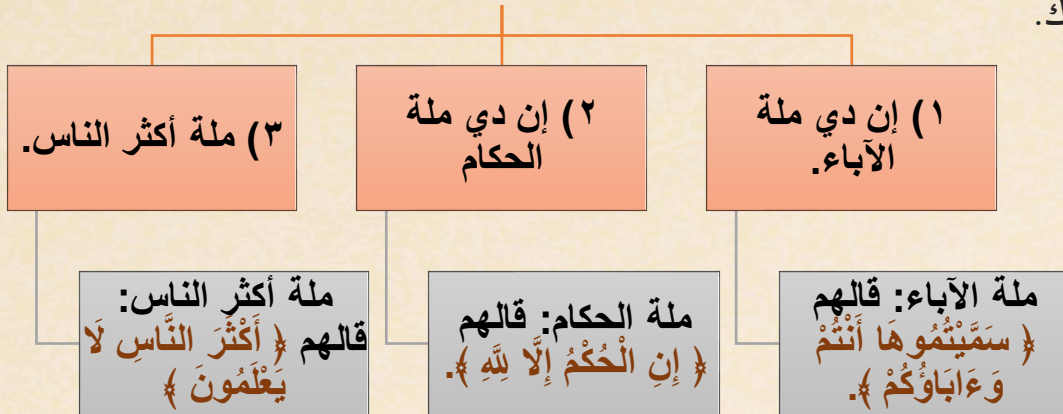 ك.
١) إن دي ملة
الآباء.
٢) إن دي ملة
الحكام
٣) ملة أكثر الناس.
ملة الآباء: قالهم
﴿ سَمَّيْتُمُوهَا أَنْتُمْ
وَءَابَاؤُكُمْ ﴾.
ملة الحكام: قالهم
﴿ إِنِ الْحُكْمُ إِلَّا لِلَّهِ ﴾.
ملة أكثر الناس:
قالهم ﴿ أَكْثَرَ النَّاسِ لَا
يَعْلَمُونَ ﴾